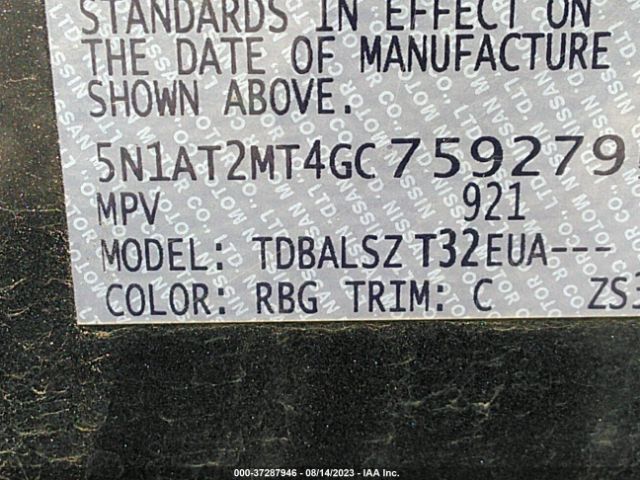 STANDARDS IN EFFECT ON
THE DATE OF MANUFACTURE
SHOWN ABOVE.
5N1AT2MT4GC759279
MPV 921
MODEL: TDBALSZ T32EUA---
COLOR: RBG TRIM: C ZS
000-37287946 - 08/14/2023 - IAA Inc.